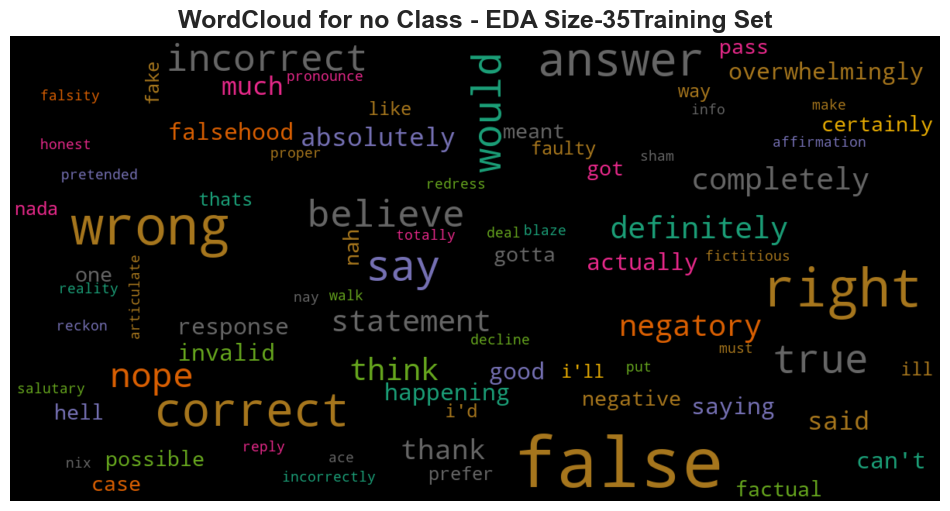 WordCloud for no Class - EDA Size-35Training Set
incorrect
answer
pass
overwhelmingly
much
pronounce
fake
falsity
like
would
way
info
make
certainly
falsehood
absolutely
meant
faulty
affirmation
honest
proper
sham
got
completely
pretended
redress
nada
thats
wrong
believe
nah
totally
deal
blaze
definitely
say
gotta
actually
fictitious
one
reality
articulate
right
nay
walk
reckon
response
statement
decline
negatory
must
invalid
true
nope
think
good
i'll
put
ill
salutary
happening
hell
correct
i'd
negative
saying
said
reply
thank
false
nix
possible
ace
prefer
can't
case
incorrectly
factual